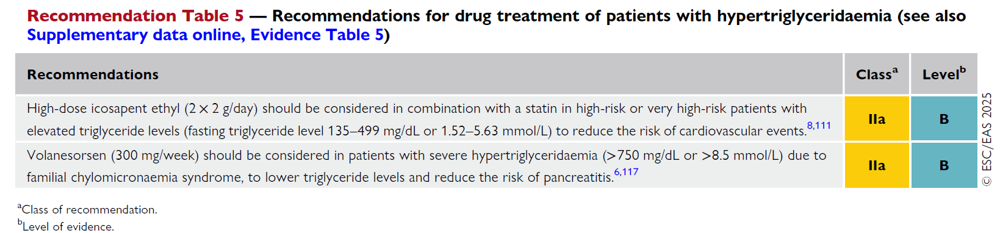 Recommendation Table 5 — Recommendations for drug treatment of patients with hypertriglyceridaemia (see also
Supplementary data online, Evidence Table 5)
Recommendations Classᵃ Levelᵇ
High-dose icosapent ethyl (2 × 2 g/day) should be considered in combination with a statin in high-risk or very high-risk patients with
elevated triglyceride levels (fasting triglyceride level 135–499 mg/dL or 1.52–5.63 mmol/L) to reduce the risk of cardiovascular events.8,111
IIa B
Volanesorsen (300 mg/week) should be considered in patients with severe hypertriglyceridaemia (>750 mg/dL or >8.5 mmol/L) due to
familial chylomicronaemia syndrome, to lower triglyceride levels and reduce the risk of pancreatitis.6,117
IIa B
© ESC/EAS 2025
ᵃClass of recommendation.
ᵇLevel of evidence.